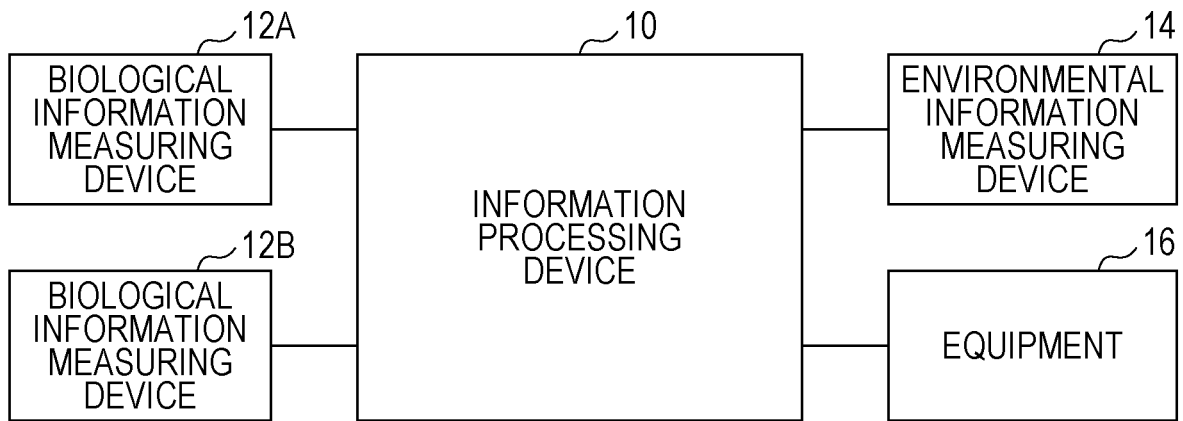 12A
BIOLOGICAL
INFORMATION
MEASURING
DEVICE
12B
BIOLOGICAL
INFORMATION
MEASURING
DEVICE
10
INFORMATION
PROCESSING
DEVICE
14
ENVIRONMENTAL
INFORMATION
MEASURING
DEVICE
16
EQUIPMENT